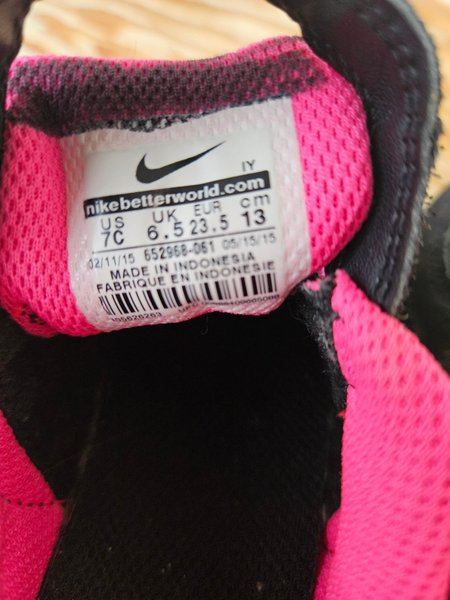 IY
nikebetterworld.com
US UK EUR cm
7C 6.5 23.5 13
02/11/15 652968-061 05/15/15
MADE IN INDONESIA
FABRIQUE EN INDONESIE